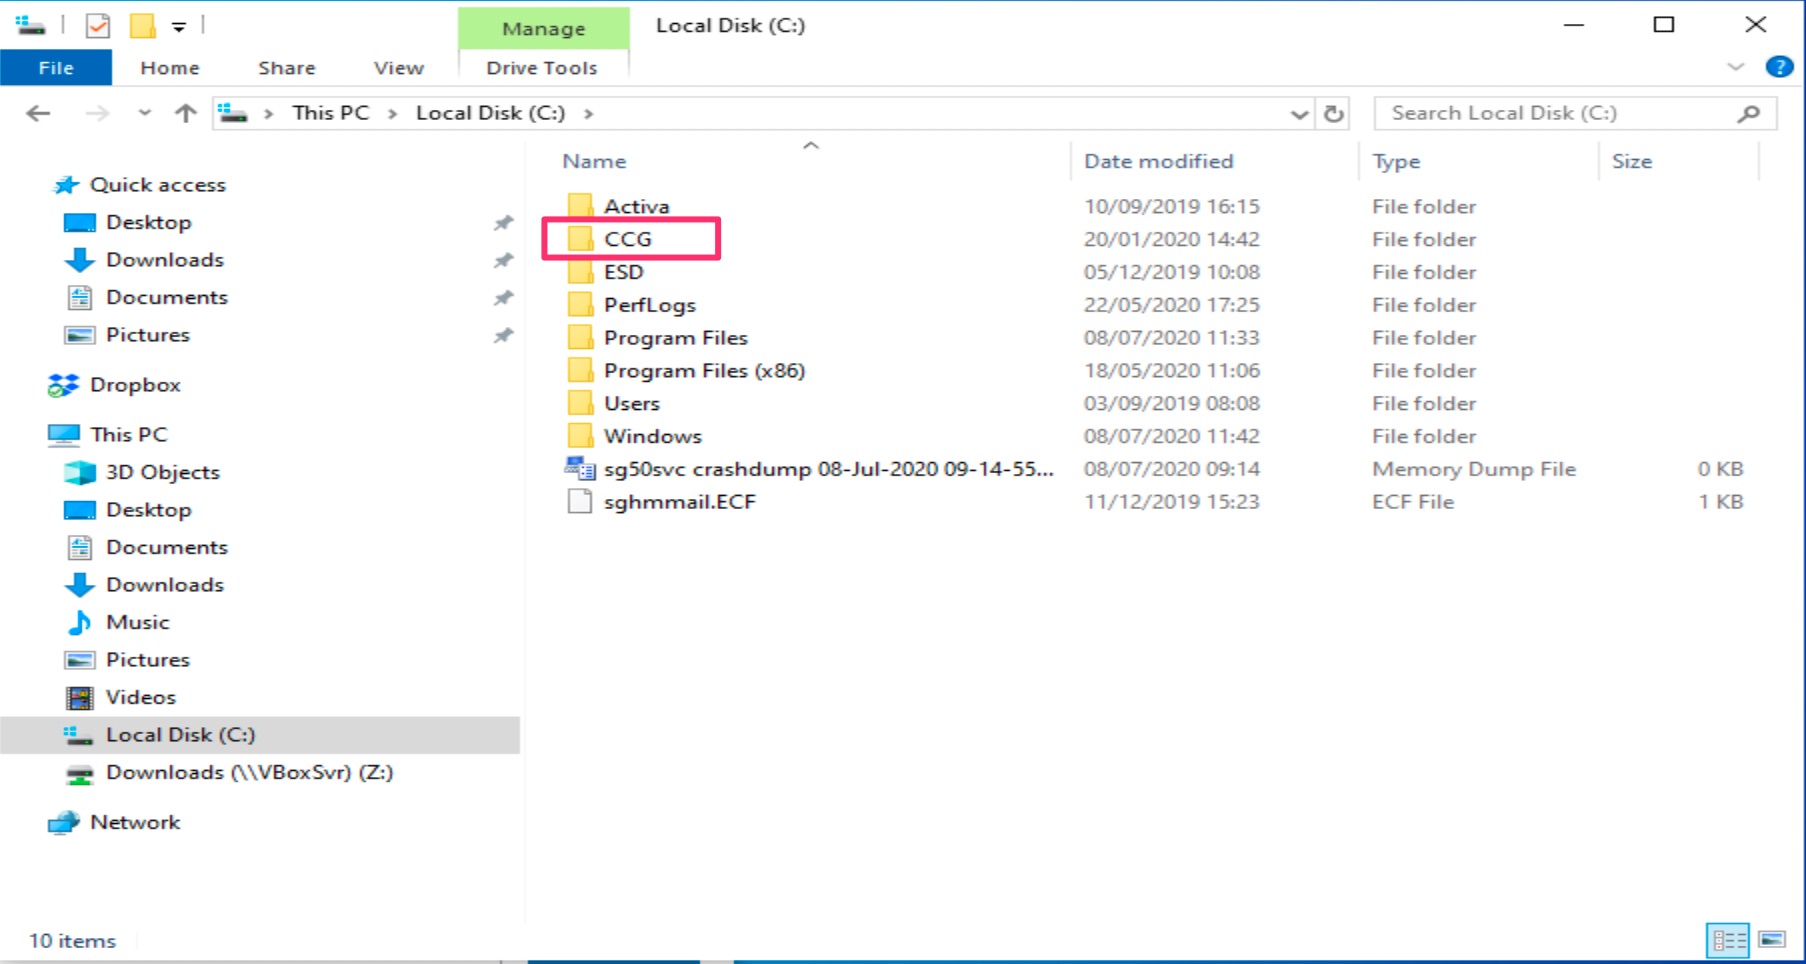 Manage Local Disk (C:)
File Home Share View Drive Tools ?
This PC Local Disk (C:) Search Local Disk (C:)
Name Date modified Type Size
Quick access
Desktop
Downloads
Documents
Pictures
Dropbox
This PC
3D Objects
Desktop
Documents
Downloads
Music
Pictures
Videos
Local Disk (C:)
Downloads (\\VBoxSvr) (Z:)
Network
Activa 10/09/2019 16:15 File folder
CCG 20/01/2020 14:42 File folder
ESD 05/12/2019 10:08 File folder
PerfLogs 22/05/2020 17:25 File folder
Program Files 08/07/2020 11:33 File folder
Program Files (x86) 18/05/2020 11:06 File folder
Users 03/09/2019 08:08 File folder
Windows 08/07/2020 11:42 File folder
sg50svc crashdump 08-Jul-2020 09-14-55... 08/07/2020 09:14 Memory Dump File 0 KB
sghmmail.ECF 11/12/2019 15:23 ECF File 1 KB
10 items